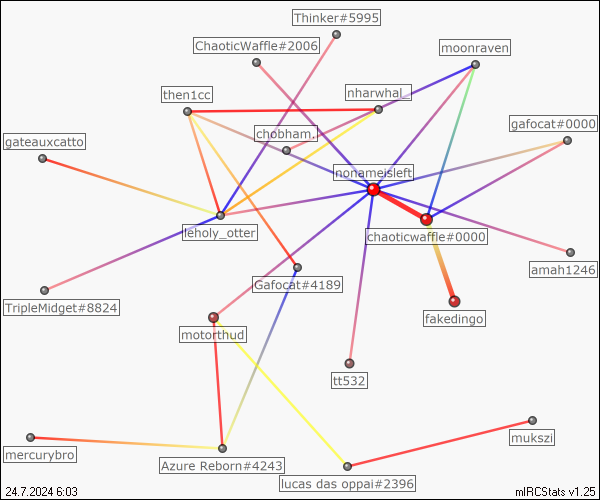 Thinker#5995
ChaoticWaffle#2006
moonraven
then1cc
nharwhal_
gafocat#0000
chobham.
gateauxcatto
nonameisleft
leholy_otter
chaoticwaffle#0000
amah1246
Gafocat#4189
TripleMidget#8824
fakedingo
motorthud
tt532
mukszi
mercurybro
Azure Reborn#4243
lucas das oppai#2396
24.7.2024 6:03
mIRCStats v1.25